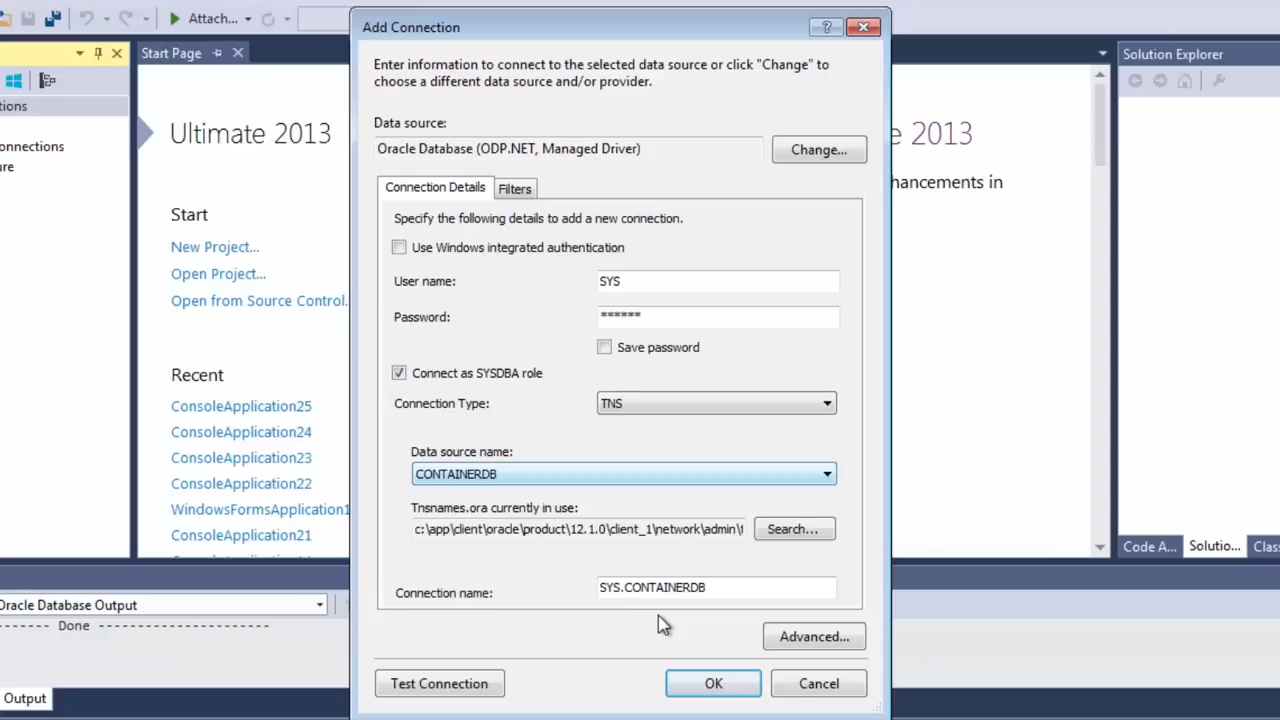 Attach...
Add Connection
?
Start Page
Solution Explorer
Enter information to connect to the selected data source or click "Change" to
choose a different data source and/or provider.
Data source:
Oracle Database (ODP.NET, Managed Driver)
Change...
Connection Details
Filters
Specify the following details to add a new connection.
Use Windows integrated authentication
User name:
SYS
Password:
******
Save password
Connect as SYSDBA role
Connection Type:
TNS
Data source name:
CONTAINERDB
Tnsnames.ora currently in use:
c:\app\client\oracle\product\12.1.0\client_1\network\admin\t
Search...
Connection name:
SYS.CONTAINERDB
Advanced...
Test Connection
OK
Cancel
tions
onnections
re
Ultimate 2013
Start
New Project...
Open Project...
Open from Source Control.
Recent
ConsoleApplication25
ConsoleApplication24
ConsoleApplication23
ConsoleApplication22
WindowsFormsApplication1
ConsoleApplication21
e 2013
hancements in
Code A...
Solutio...
Class
Oracle Database Output
------- Done ----------------------
Output